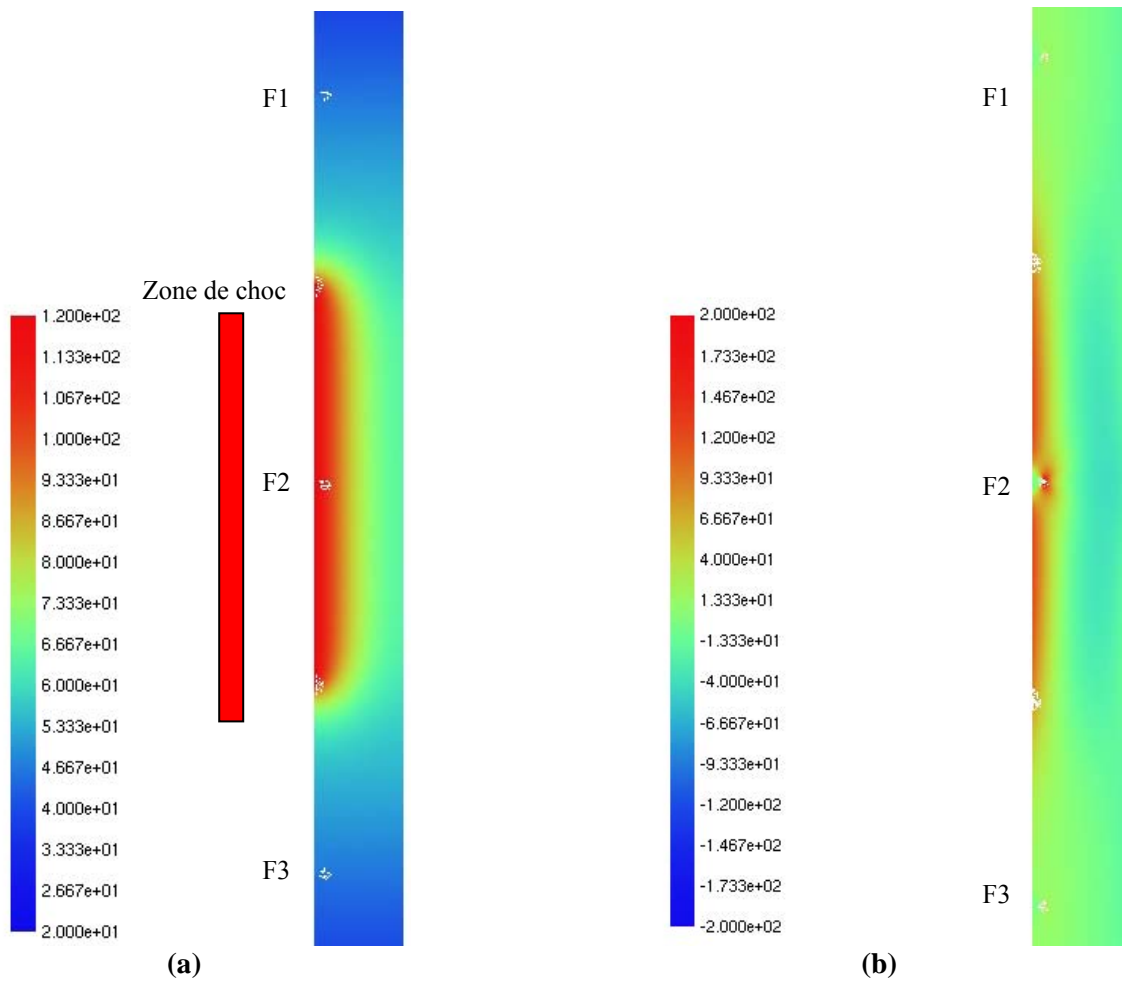 F1
Zone de choc
1.200e+02
1.133e+02
1.067e+02
1.000e+02
9.333e+01
8.667e+01
8.000e+01
7.333e+01
6.667e+01
6.000e+01
5.333e+01
4.667e+01
4.000e+01
3.333e+01
2.667e+01
2.000e+01
F2
F3
(a)
F1
2.000e+02
1.733e+02
1.467e+02
1.200e+02
9.333e+01
6.667e+01
4.000e+01
1.333e+01
-1.333e+01
-4.000e+01
-6.667e+01
-9.333e+01
-1.200e+02
-1.467e+02
-1.733e+02
-2.000e+02
F2
F3
(b)